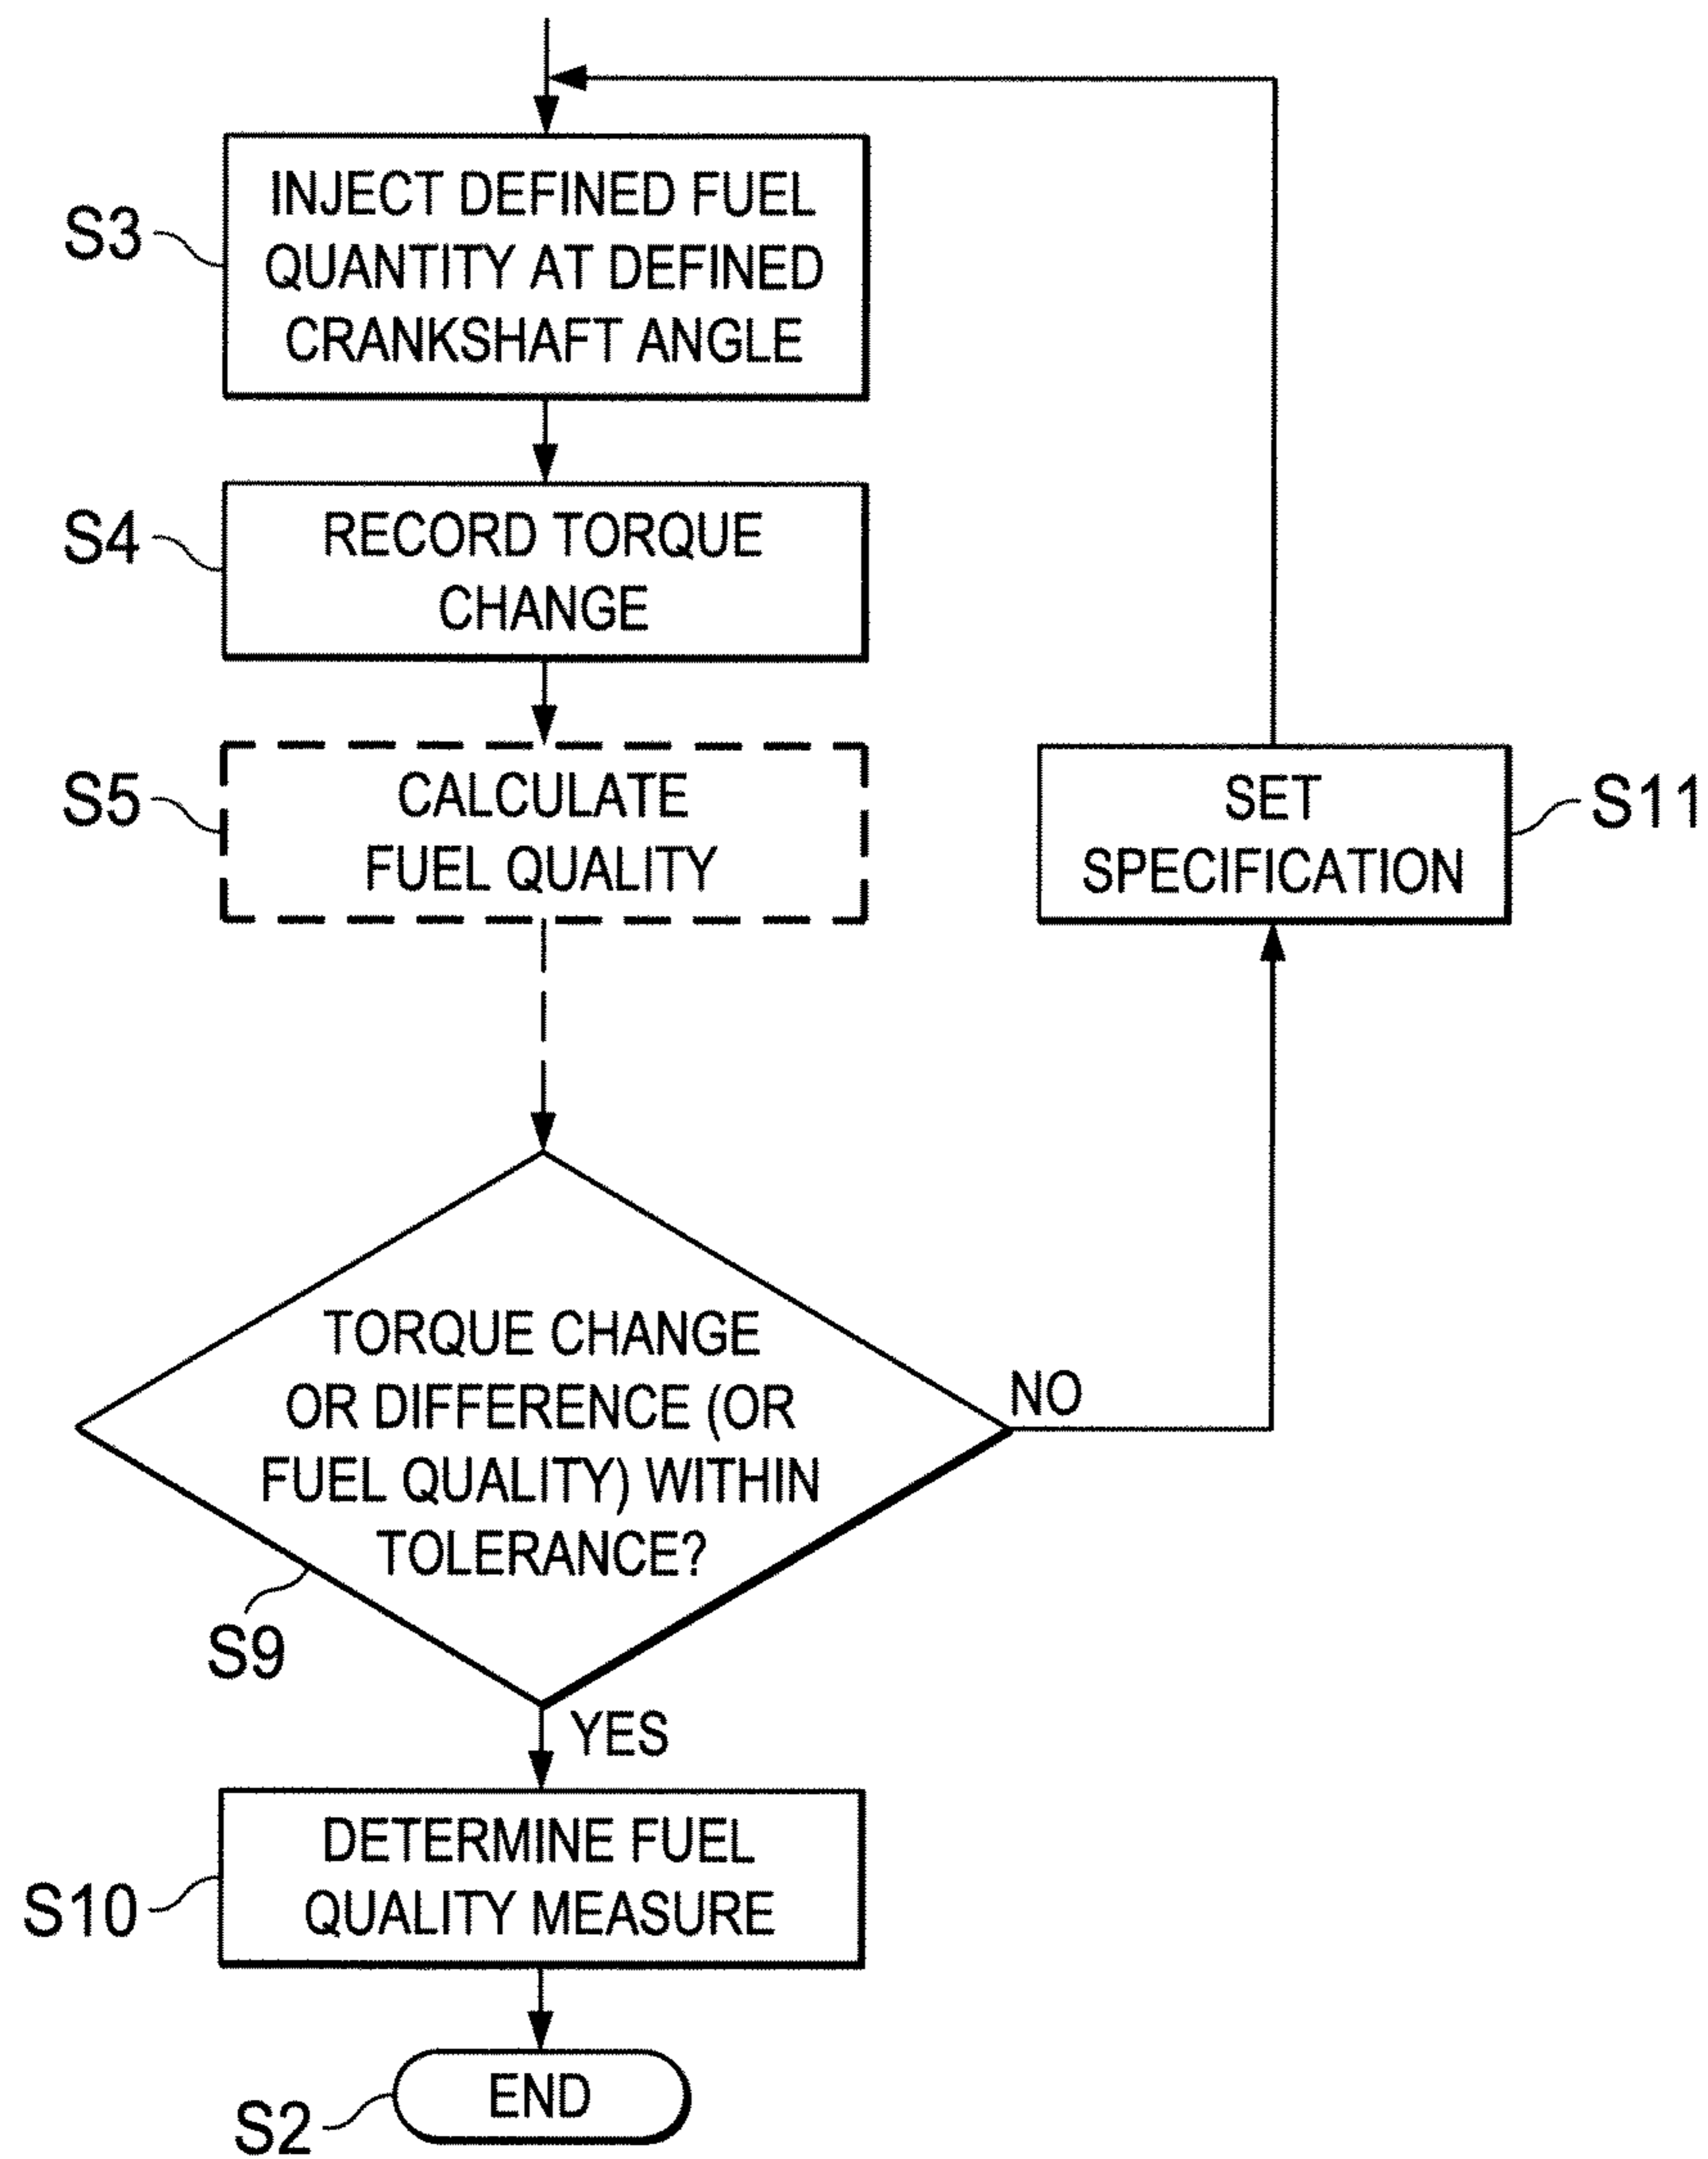 S3
INJECT DEFINED FUEL
QUANTITY AT DEFINED
CRANKSHAFT ANGLE
S4
RECORD TORQUE
CHANGE
S5
CALCULATE
FUEL QUALITY
SET
SPECIFICATION
S11
TORQUE CHANGE
OR DIFFERENCE (OR
FUEL QUALITY) WITHIN
TOLERANCE?
NO
S9
YES
DETERMINE FUEL
QUALITY MEASURE
S10
END
S2